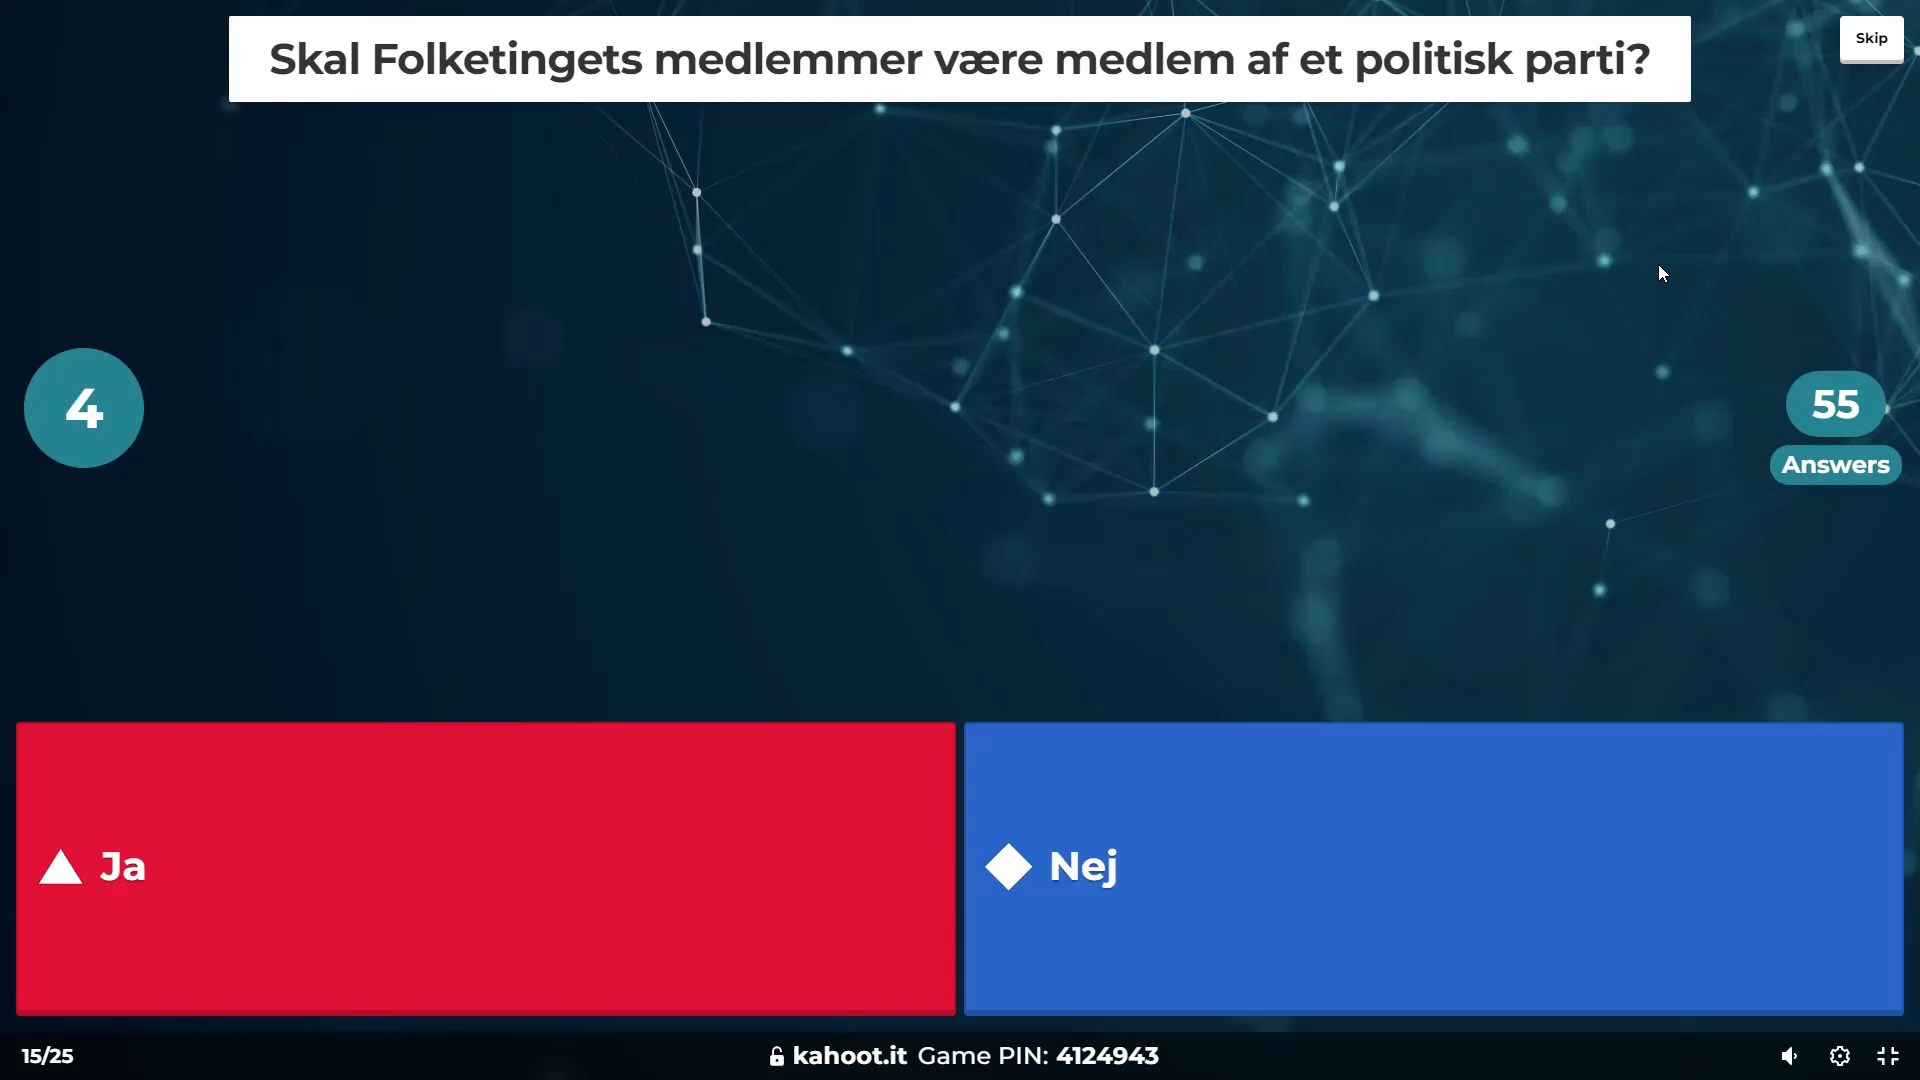 Skal Folketingets medlemmer være medlem af et politisk parti?
Skip
4
55
Answers
Ja
Nej
15/25
kahoot.it Game PIN: 4124943